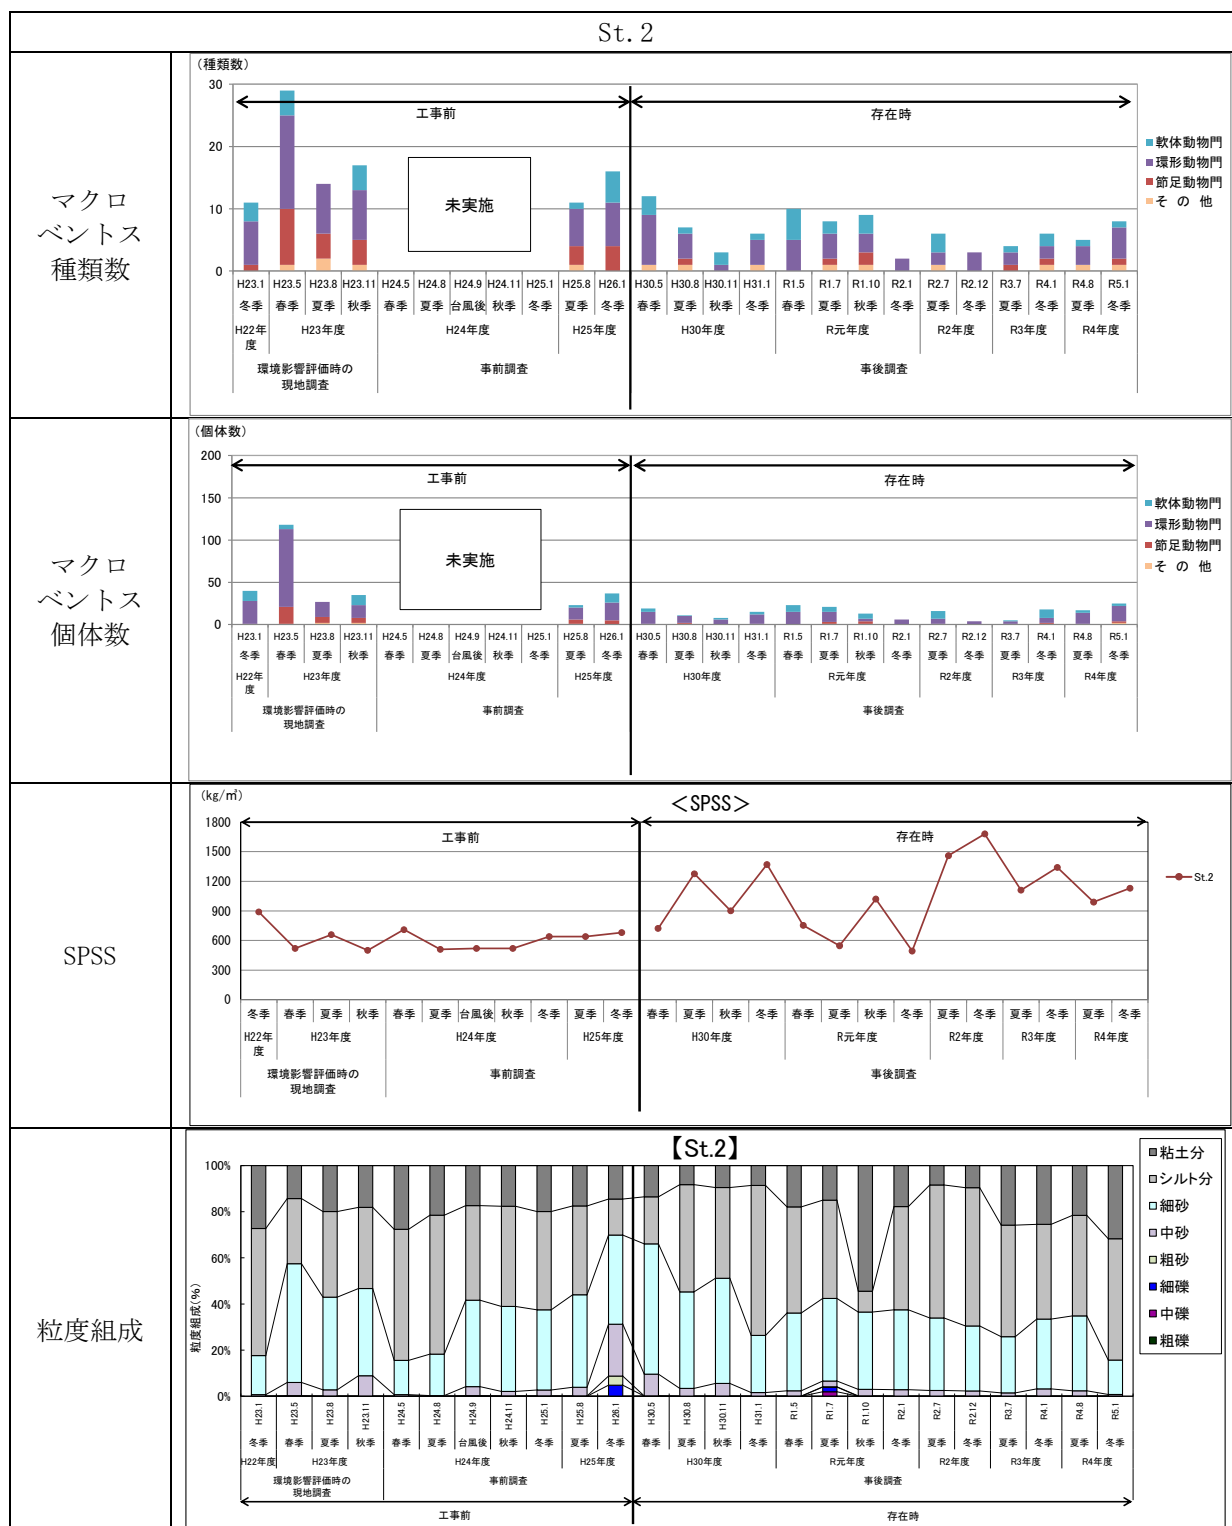 St.2
マクロ
ベントス
種類数
(種類数)
30
20
10
0
工事前
存在時
未実施
軟体動物門
環形動物門
節足動物門
そ の 他
H23.1 H23.5 H23.8 H23.11 H24.5 H24.8 H24.9 H24.11 H25.1 H25.8 H26.1 H30.5 H30.8 H30.11 H31.1 R1.5 R1.7 R1.10 R2.1 R2.7 R2.12 R3.7 R4.1 R4.8 R5.1
冬季 春季 夏季 秋季 春季 夏季 台風後 秋季 冬季 夏季 冬季 春季 夏季 秋季 冬季 春季 夏季 秋季 冬季 夏季 冬季 夏季 冬季 夏季 冬季
H22年度 H23年度 H24年度 H25年度 H30年度 R元年度 R2年度 R3年度 R4年度
環境影響評価時の
現地調査
事前調査
事後調査
マクロ
ベントス
個体数
(個体数)
200
150
100
50
0
工事前
存在時
未実施
軟体動物門
環形動物門
節足動物門
そ の 他
H23.1 H23.5 H23.8 H23.11 H24.5 H24.8 H24.9 H24.11 H25.1 H25.8 H26.1 H30.5 H30.8 H30.11 H31.1 R1.5 R1.7 R1.10 R2.1 R2.7 R2.12 R3.7 R4.1 R4.8 R5.1
冬季 春季 夏季 秋季 春季 夏季 台風後 秋季 冬季 夏季 冬季 春季 夏季 秋季 冬季 春季 夏季 秋季 冬季 夏季 冬季 夏季 冬季 夏季 冬季
H22年度 H23年度 H24年度 H25年度 H30年度 R元年度 R2年度 R3年度 R4年度
環境影響評価時の
現地調査
事前調査
事後調査
SPSS
(kg/㎥)
<SPSS>
1800
1500
1200
900
600
300
0
工事前
存在時
St.2
冬季 春季 夏季 秋季 春季 夏季 台風後 秋季 冬季 夏季 冬季 春季 夏季 秋季 冬季 春季 夏季 秋季 冬季 夏季 冬季 夏季 冬季 夏季 冬季
H22年度 H23年度 H24年度 H25年度 H30年度 R元年度 R2年度 R3年度 R4年度
環境影響評価時の
現地調査
事前調査
事後調査
粒度組成
【St.2】
粒度組成(%)
100%
80%
60%
40%
20%
0%
粘土分
シルト分
細砂
中砂
粗砂
細礫
中礫
粗礫
H23.1 H23.5 H23.8 H23.11 H24.5 H24.8 H24.9 H24.11 H25.1 H25.8 H26.1 H30.5 H30.8 H30.11 H31.1 R1.5 R1.7 R1.10 R2.1 R2.7 R2.12 R3.7 R4.1 R4.8 R5.1
冬季 春季 夏季 秋季 春季 夏季 台風後 秋季 冬季 夏季 冬季 春季 夏季 秋季 冬季 春季 夏季 秋季 冬季 夏季 冬季 夏季 冬季 夏季 冬季
H22年度 H23年度 H24年度 H25年度 H30年度 R元年度 R2年度 R3年度 R4年度
環境影響評価時の
現地調査
事前調査
事後調査
工事前
存在時